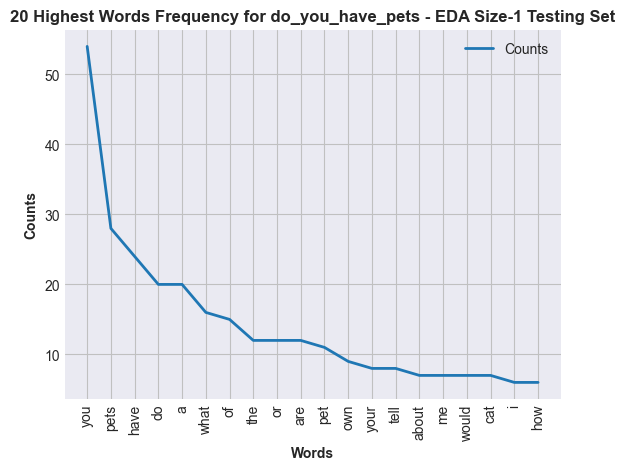 20 Highest Words Frequency for do_you_have_pets - EDA Size-1 Testing Set
Counts
50
40
30
20
10
Counts
you
pets
have
do
a
what
of
the
or
are
pet
own
your
tell
about
me
would
cat
i
how
Words